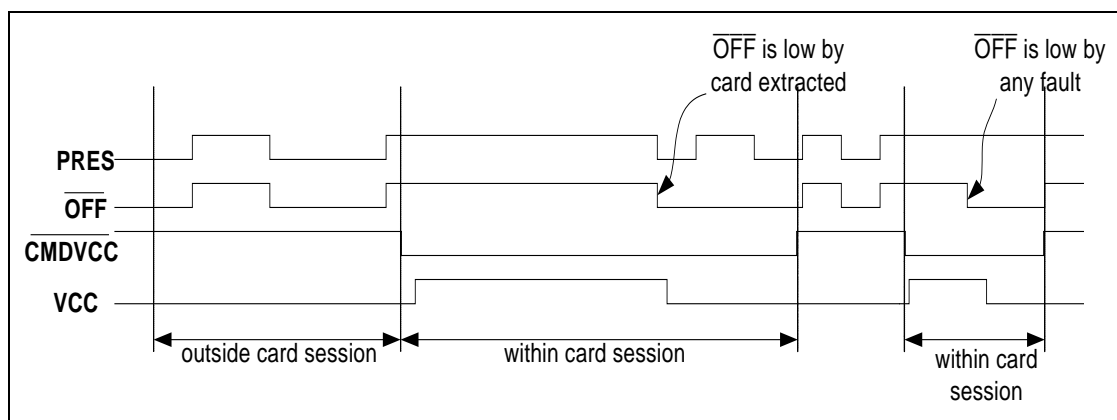 OFF is low by
card extracted
OFF is low by
any fault
PRES
OFF
CMDVCC
VCC
outside card session
within card session
within card
session